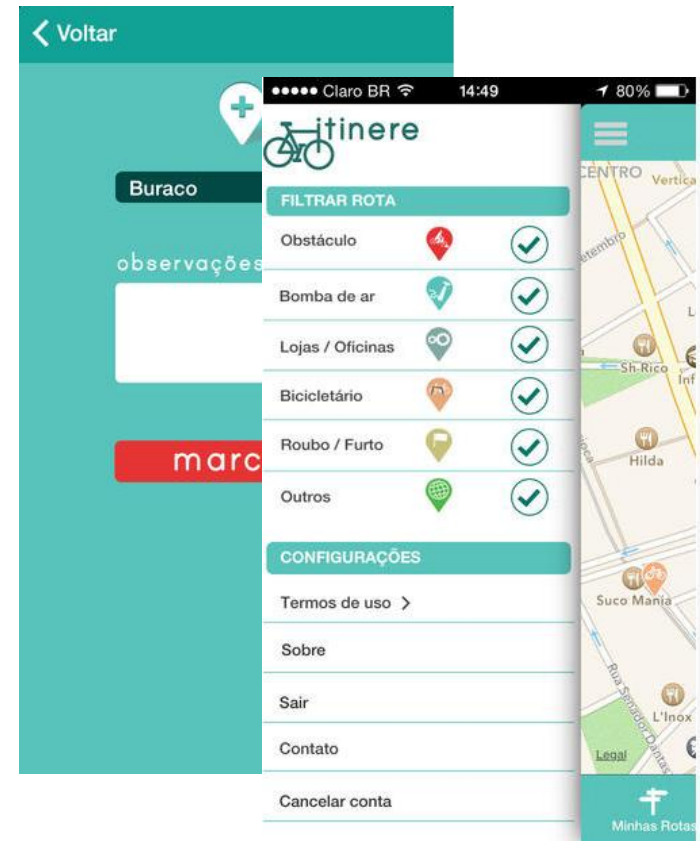 Voltar
Buraco
observações
marc
Claro BR 14:49 80%
itinere
FILTRAR ROTA
Obstáculo
Bomba de ar
Lojas / Oficinas
Bicicletário
Roubo / Furto
Outros
CONFIGURAÇÕES
Termos de uso >
Sobre
Sair
Contato
Cancelar conta
CENTRO
Vertica
etembro
Sh-Rico
Inf
Hilda
Suco Mania
Rua Senador Dantas
L'Inox
Legal
Minhas Rotas